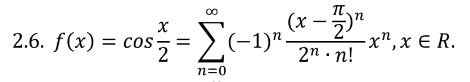 2.6. f(x) = cos x/2 = ∑_{n=0}^{∞} (-1)^n (x - π/2)^n / (2^n · n!) x^n, x ∈ R.